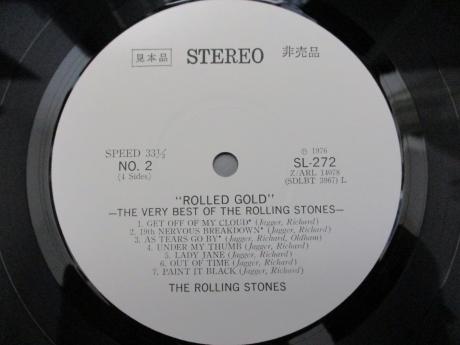 見本品 STEREO 非売品
SPEED 33⅓
NO. 2
(4 Sides)
℗ 1976
SL-272
Z/ARL 14078
(SDLBT 3967) L
"ROLLED GOLD"
—THE VERY BEST OF THE ROLLING STONES—
1. GET OFF OF MY CLOUD* (Jagger, Richard)
2. 19th NERVOUS BREAKDOWN* (Jagger, Richard)
3. AS TEARS GO BY* (Jagger, Richard, Oldham)
4. UNDER MY THUMB (Jagger, Richard)
5. LADY JANE (Jagger, Richard)
6. OUT OF TIME (Jagger, Richard)
7. PAINT IT BLACK (Jagger, Richard)
THE ROLLING STONES